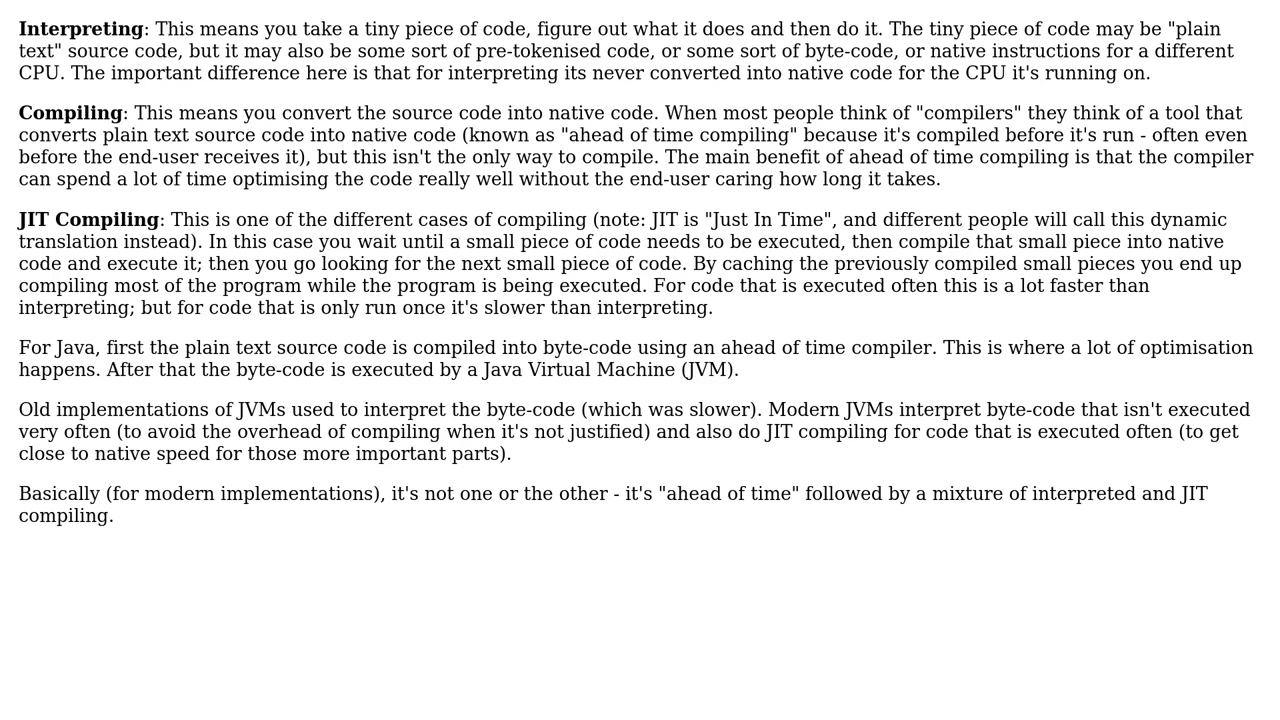 Interpreting: This means you take a tiny piece of code, figure out what it does and then do it. The tiny piece of code may be "plain
text" source code, but it may also be some sort of pre-tokenised code, or some sort of byte-code, or native instructions for a different
CPU. The important difference here is that for interpreting its never converted into native code for the CPU it's running on.
Compiling: This means you convert the source code into native code. When most people think of "compilers" they think of a tool that
converts plain text source code into native code (known as "ahead of time compiling" because it's compiled before it's run - often even
before the end-user receives it), but this isn't the only way to compile. The main benefit of ahead of time compiling is that the compiler
can spend a lot of time optimising the code really well without the end-user caring how long it takes.
JIT Compiling: This is one of the different cases of compiling (note: JIT is "Just In Time", and different people will call this dynamic
translation instead). In this case you wait until a small piece of code needs to be executed, then compile that small piece into native
code and execute it; then you go looking for the next small piece of code. By caching the previously compiled small pieces you end up
compiling most of the program while the program is being executed. For code that is executed often this is a lot faster than
interpreting; but for code that is only run once it's slower than interpreting.
For Java, first the plain text source code is compiled into byte-code using an ahead of time compiler. This is where a lot of optimisation
happens. After that the byte-code is executed by a Java Virtual Machine (JVM).
Old implementations of JVMs used to interpret the byte-code (which was slower). Modern JVMs interpret byte-code that isn't executed
very often (to avoid the overhead of compiling when it's not justified) and also do JIT compiling for code that is executed often (to get
close to native speed for those more important parts).
Basically (for modern implementations), it's not one or the other - it's "ahead of time" followed by a mixture of interpreted and JIT
compiling.